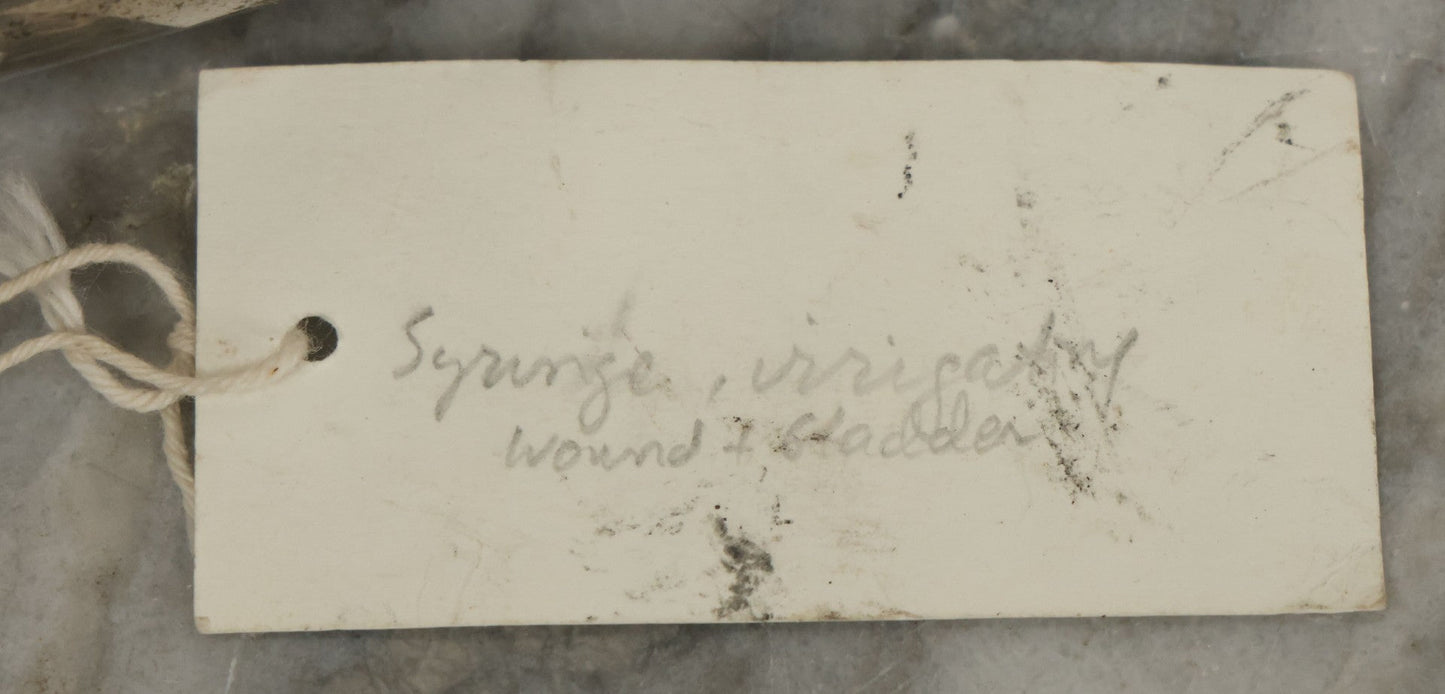 Syringe, irrigating
wound + bladder